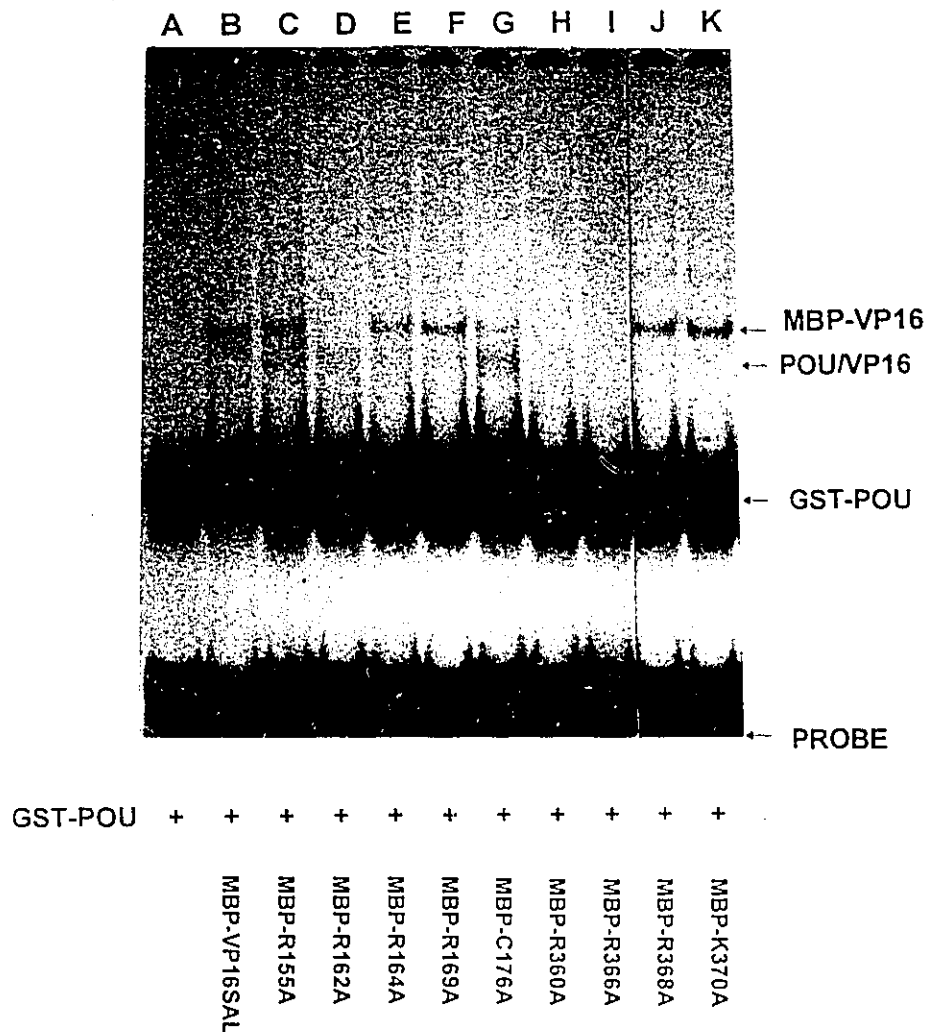 A B C D E F G H I J K
MBP-VP16
POU/VP16
GST-POU
PROBE
GST-POU + + + + + + + + + + +
MBP-VP16SAL
MBP-R155A
MBP-R162A
MBP-R164A
MBP-R169A
MBP-C176A
MBP-R360A
MBP-R366A
MBP-R368A
MBP-K370A